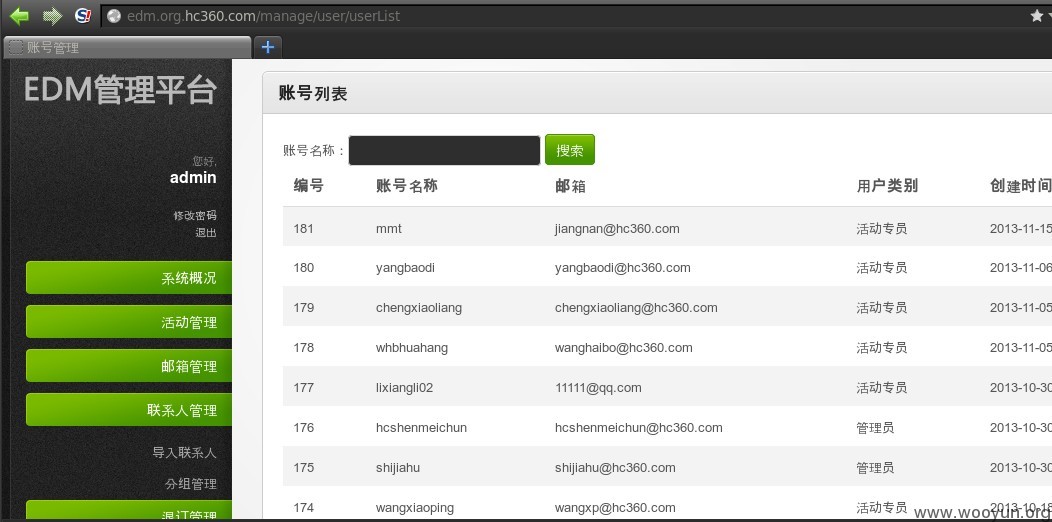 edm.org.hc360.com/manage/user/userList
账号管理
EDM管理平台
您好,
admin
修改密码
退出
系统概况
活动管理
邮箱管理
联系人管理
导入联系人
分组管理
退订管理
账号列表
账号名称： 搜索
编号 账号名称 邮箱 用户类别 创建时间
181 mmt jiangnan@hc360.com 活动专员 2013-11-15
180 yangbaodi yangbaodi@hc360.com 活动专员 2013-11-06
179 chengxiaoliang chengxiaoliang@hc360.com 活动专员 2013-11-05
178 whbhuahang wanghaibo@hc360.com 活动专员 2013-11-05
177 lixiangli02 11111@qq.com 活动专员 2013-10-30
176 hcshenmeichun hcshenmeichun@hc360.com 管理员 2013-10-30
175 shijiahu shijiahu@hc360.com 管理员 2013-10-30
174 wangxiaoping wangxp@hc360.com 活动专员 2013-10-18
www.wooyun.org